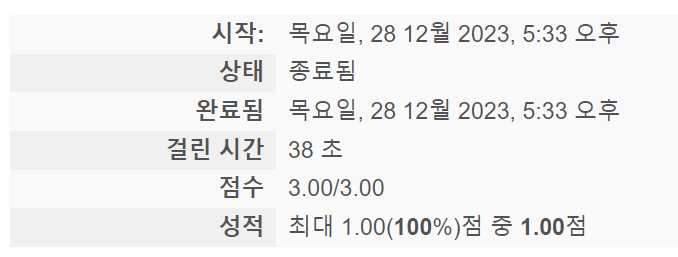 시작: 목요일, 28 12월 2023, 5:33 오후
상태 종료됨
완료됨 목요일, 28 12월 2023, 5:33 오후
걸린 시간 38 초
점수 3.00/3.00
성적 최대 1.00(100%)점 중 1.00점